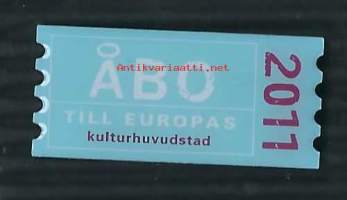 ÅBO
Antikvariaatti.net
TILL EUROPAS
kulturhuvudstad
2011